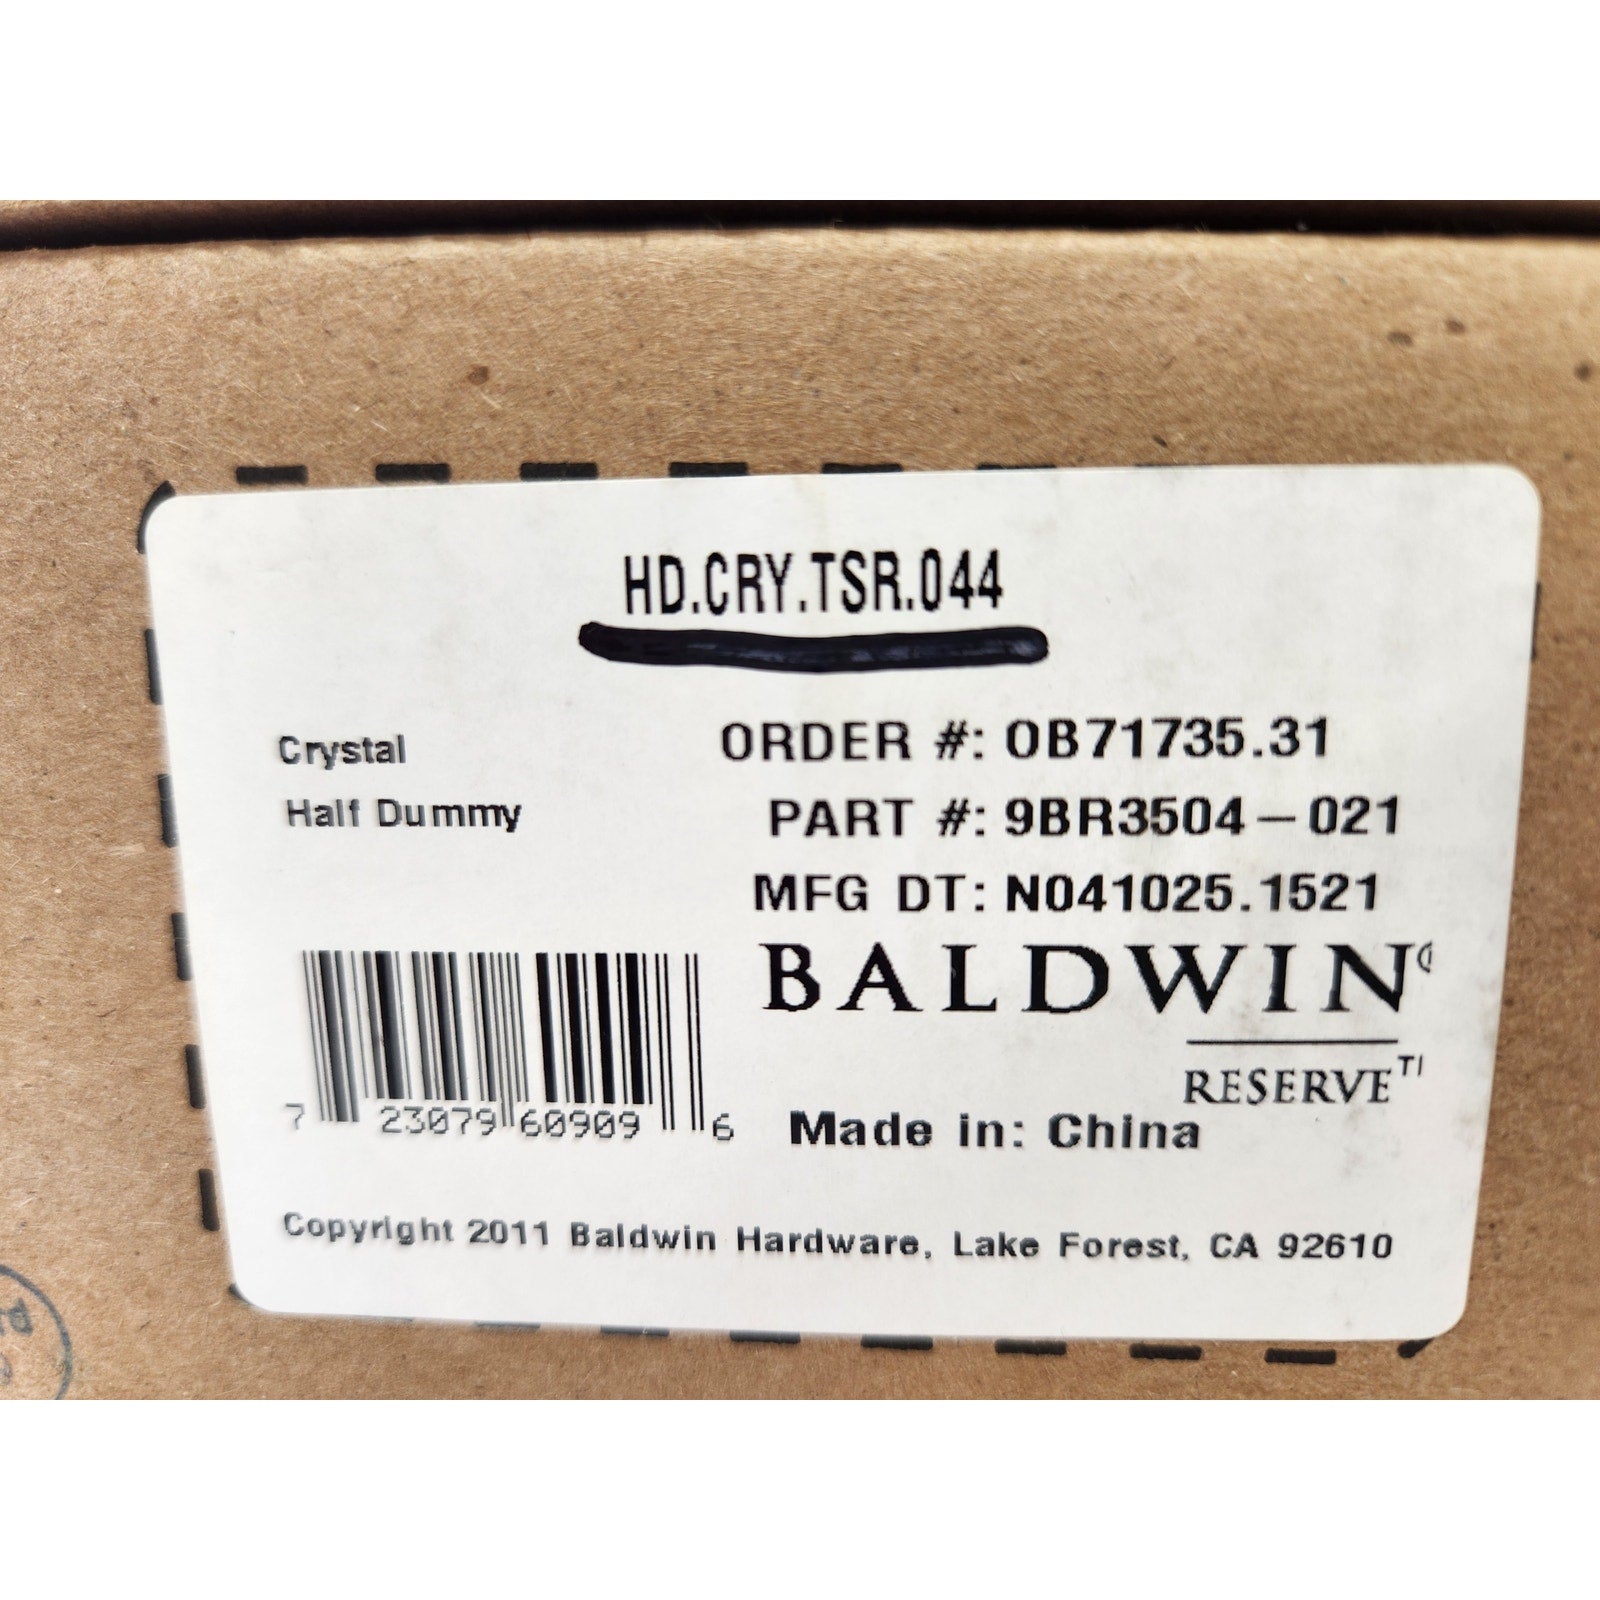 HD.CRY.TSR.044
Crystal
Half Dummy
ORDER #: OB71735.31
PART #: 9BR3504-021
MFG DT: N041025.1521
BALDWIN
RESERVE
7 23079 60909 6
Made in: China
Copyright 2011 Baldwin Hardware, Lake Forest, CA 92610